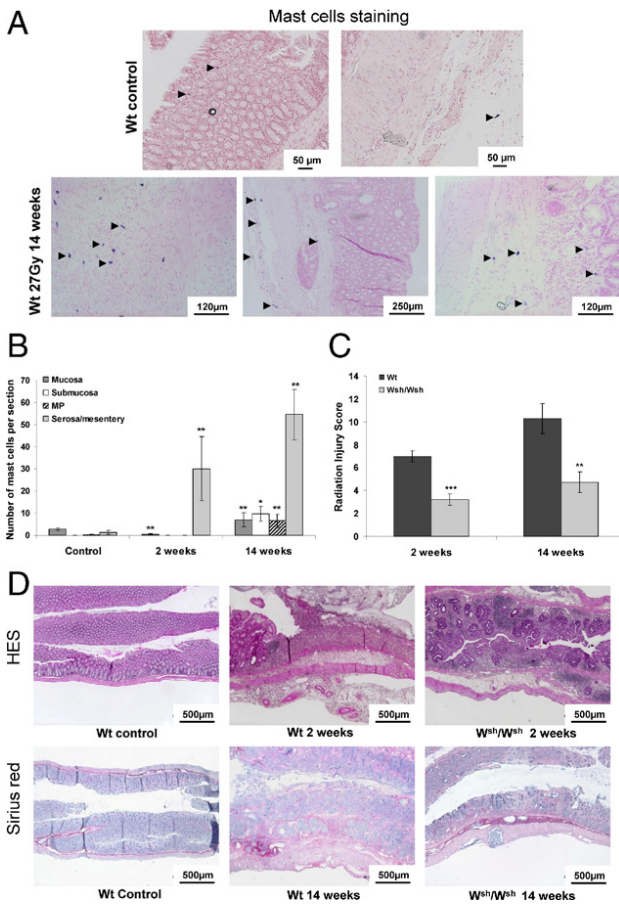 A
Mast cells staining
Wt control
50 µm
50 µm
Wt 27Gy 14 weeks
120µm
250µm
120µm
B
Number of mast cells per section
70
60
50
40
30
20
10
0
Mucosa
Submucosa
MP
Serosa/mesentery
**
**
**
*
**
**
Control
2 weeks
14 weeks
C
Radiation Injury Score
14
12
10
8
6
4
2
0
Wt
Wsh/Wsh
***
**
2 weeks
14 weeks
D
HES
500µm
500µm
500µm
Wt control
Wt 2 weeks
Wsh/Wsh 2 weeks
Sirius red
500µm
500µm
500µm
Wt Control
Wt 14 weeks
Wsh/Wsh 14 weeks